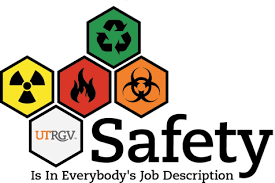 UTRGV.
Safety
Is In Everybody's Job Description